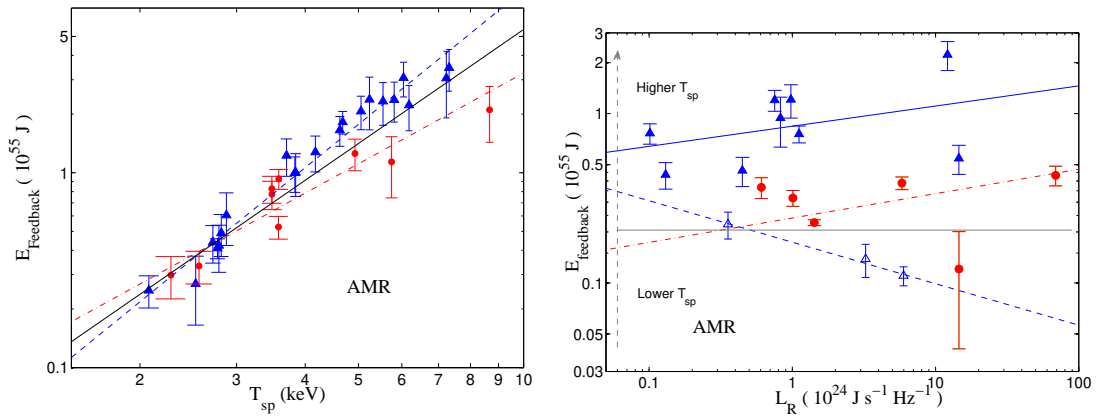 5
1
0.1
E_Feedback ( 10^55 J)
AMR
2 3 4 5 6 7 8 9 10
T_sp (keV)
3
2
1
0.5
0.1
0.05
0.03
E_feedback ( 10^55 J)
Higher T_sp
Lower T_sp
AMR
0.1 1 10 100
L_R ( 10^24 J s^−1 Hz^−1)